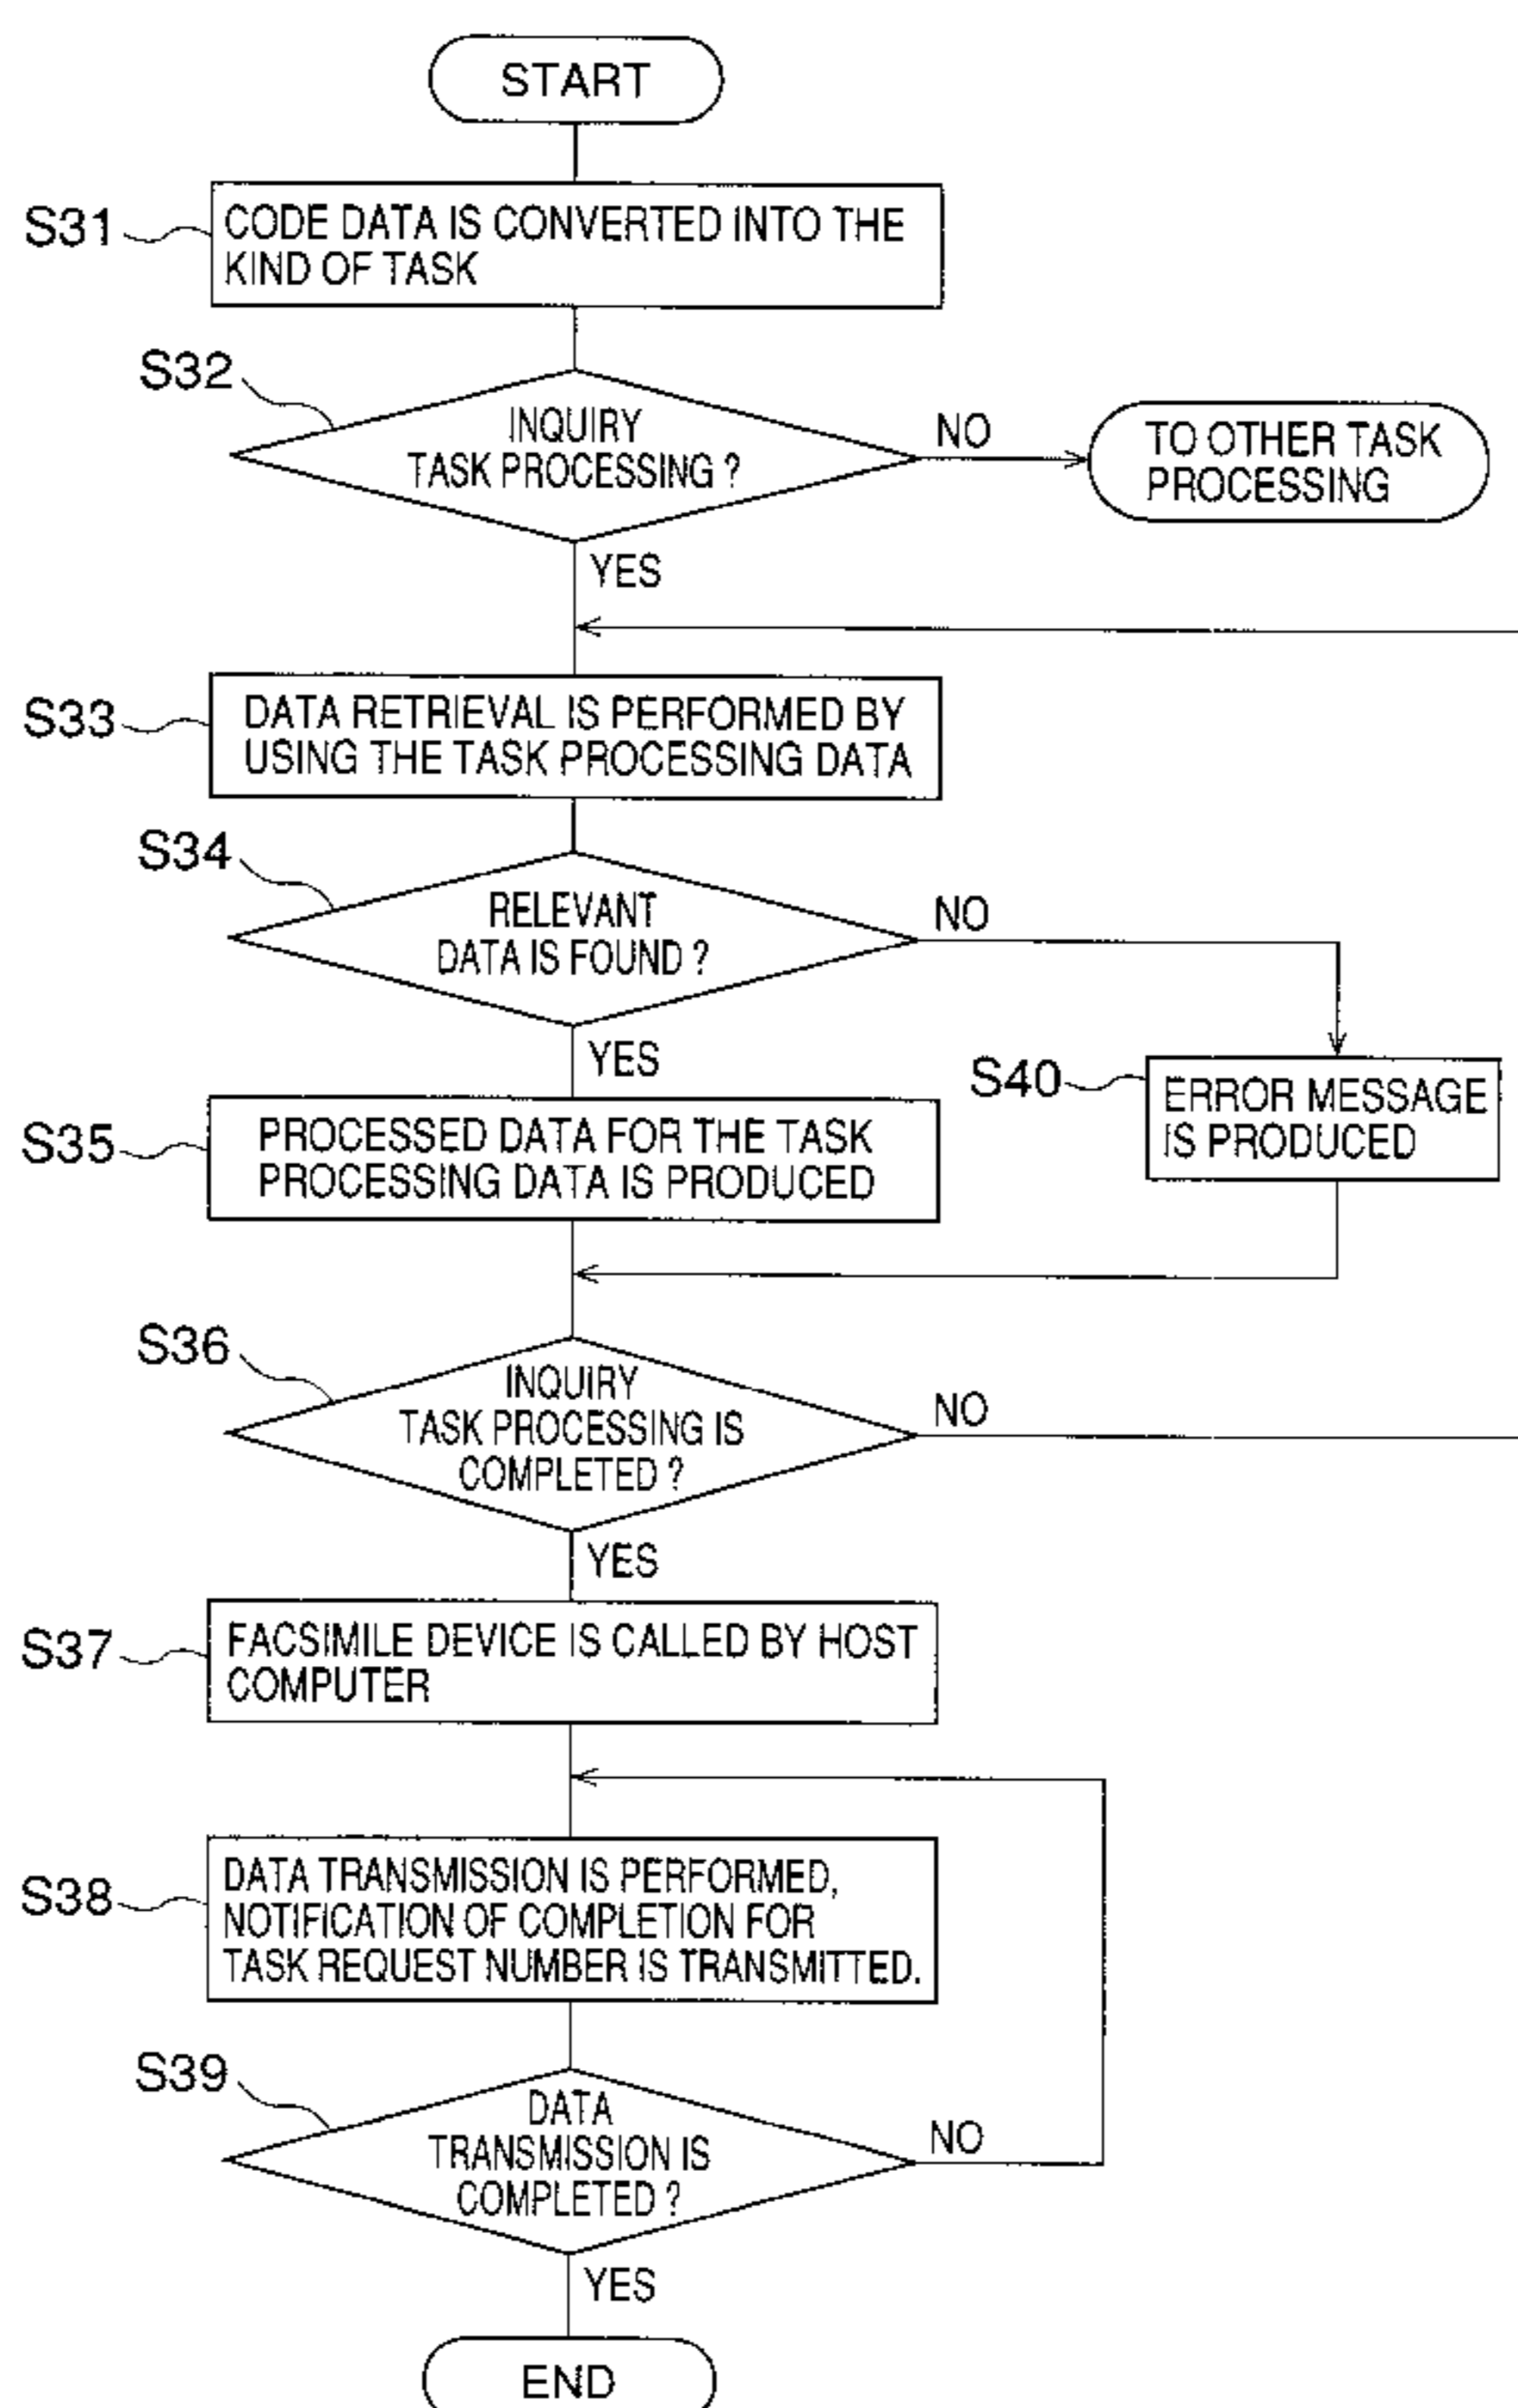 START
S31
CODE DATA IS CONVERTED INTO THE
KIND OF TASK
S32
INQUIRY
TASK PROCESSING ?
NO
TO OTHER TASK
PROCESSING
YES
S33
DATA RETRIEVAL IS PERFORMED BY
USING THE TASK PROCESSING DATA
S34
RELEVANT
DATA IS FOUND ?
NO
YES
S40
ERROR MESSAGE
IS PRODUCED
S35
PROCESSED DATA FOR THE TASK
PROCESSING DATA IS PRODUCED
S36
INQUIRY
TASK PROCESSING IS
COMPLETED ?
NO
YES
S37
FACSIMILE DEVICE IS CALLED BY HOST
COMPUTER
S38
DATA TRANSMISSION IS PERFORMED,
NOTIFICATION OF COMPLETION FOR
TASK REQUEST NUMBER IS TRANSMITTED.
S39
DATA
TRANSMISSION IS
COMPLETED ?
NO
YES
END